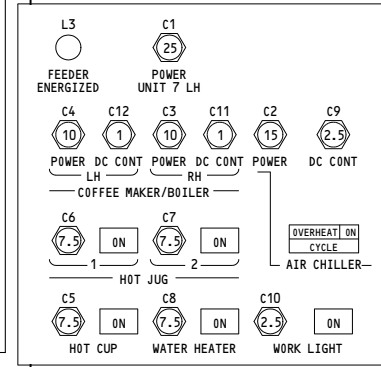 L3 C1
25
FEEDER ENERGIZED POWER UNIT 7 LH
C4 C12 C3 C11 C2 C9
10 1 10 1 15 2.5
POWER DC CONT POWER DC CONT POWER DC CONT
LH RH
COFFEE MAKER/BOILER
C6 C7
7.5 ON 7.5 ON OVERHEAT ON
CYCLE
1 2 AIR CHILLER
HOT JUG
C5 C8 C10
7.5 ON 7.5 ON 2.5 ON
HOT CUP WATER HEATER WORK LIGHT